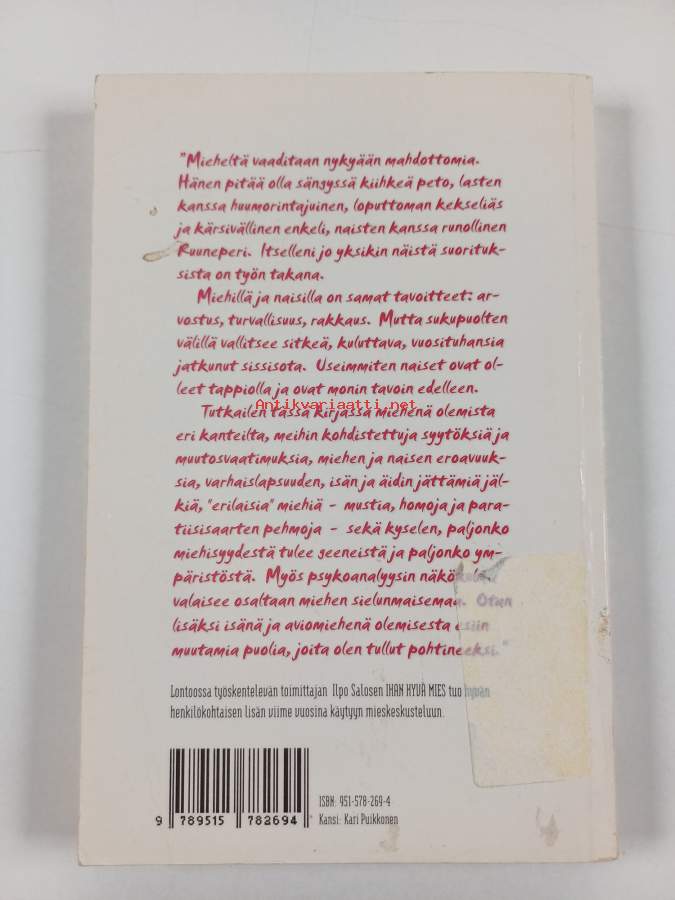 "Mieheltä vaaditaan nykyään mahdottomia.
Hänen pitää olla sängyssä kiihkeä peto, lasten
kanssa huumorintajuinen, loputtoman kekseliäs
ja kärsivällinen enkeli, naisten kanssa runollinen
Ruuneperi. Itselleni jo yksikin näistä suorituk-
sista on työn takana.
Miehillä ja naisilla on samat tavoitteet: ar-
vostus, turvallisuus, rakkaus. Mutta sukupuolten
välillä vallitsee sitkeä, kuluttava, vuosituhansia
jatkunut sissisota. Useimmiten naiset ovat ol-
leet tappiolla ja ovat monin tavoin edelleen.
Antikvariaatti.net
Tutkailen tässä kirjassa miehenä olemista
eri kanteilta, meihin kohdistettuja syytöksiä ja
muutosvaatimuksia, miehen ja naisen eroavuuk-
sia, varhaislapsuuden, isän ja äidin jättämiä jäl-
kiä, "erilaisia" miehiä - mustia, homoja ja para-
tiisisaarten pehmoja - sekä kyselen, paljonko
miehisyydestä tulee geeneistä ja paljonko ym-
päristöstä. Myös psykoanalyysin näkökulma
valaisee osaltaan miehen sielunmaisemaa. Otan
lisäksi isänä ja aviomiehenä olemisesta esiin
muutamia puolia, joita olen tullut pohtineeksi."
Lontoossa työskentelevän toimittajan Ilpo Salosen IHAN HYVÄ MIES tuo hyvän
henkilökohtaisen lisän viime vuosina käytyyn mieskeskusteluun.
ISBN: 951-578-269-4
Kansi: Kari Puikkonen
9 789515 782694